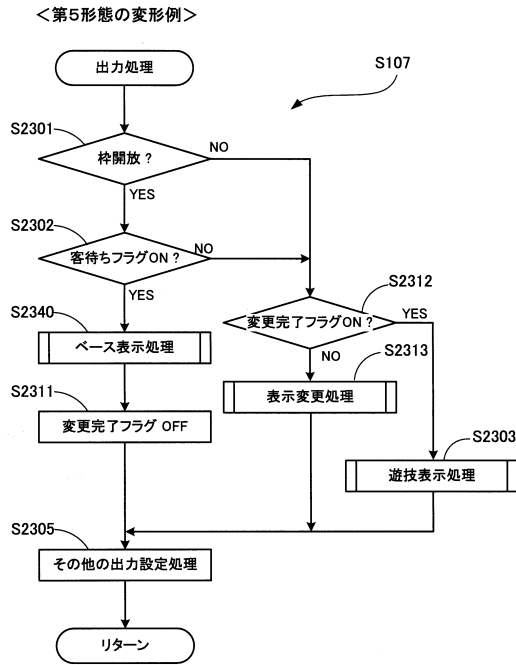 ＜第5形態の変形例＞
出力処理
S107
S2301
枠開放？
NO
YES
S2302
客待ちフラグON？
NO
YES
S2312
変更完了フラグON？
YES
NO
S2340
ベース表示処理
S2313
表示変更処理
S2311
変更完了フラグ OFF
S2303
遊技表示処理
S2305
その他の出力設定処理
リターン